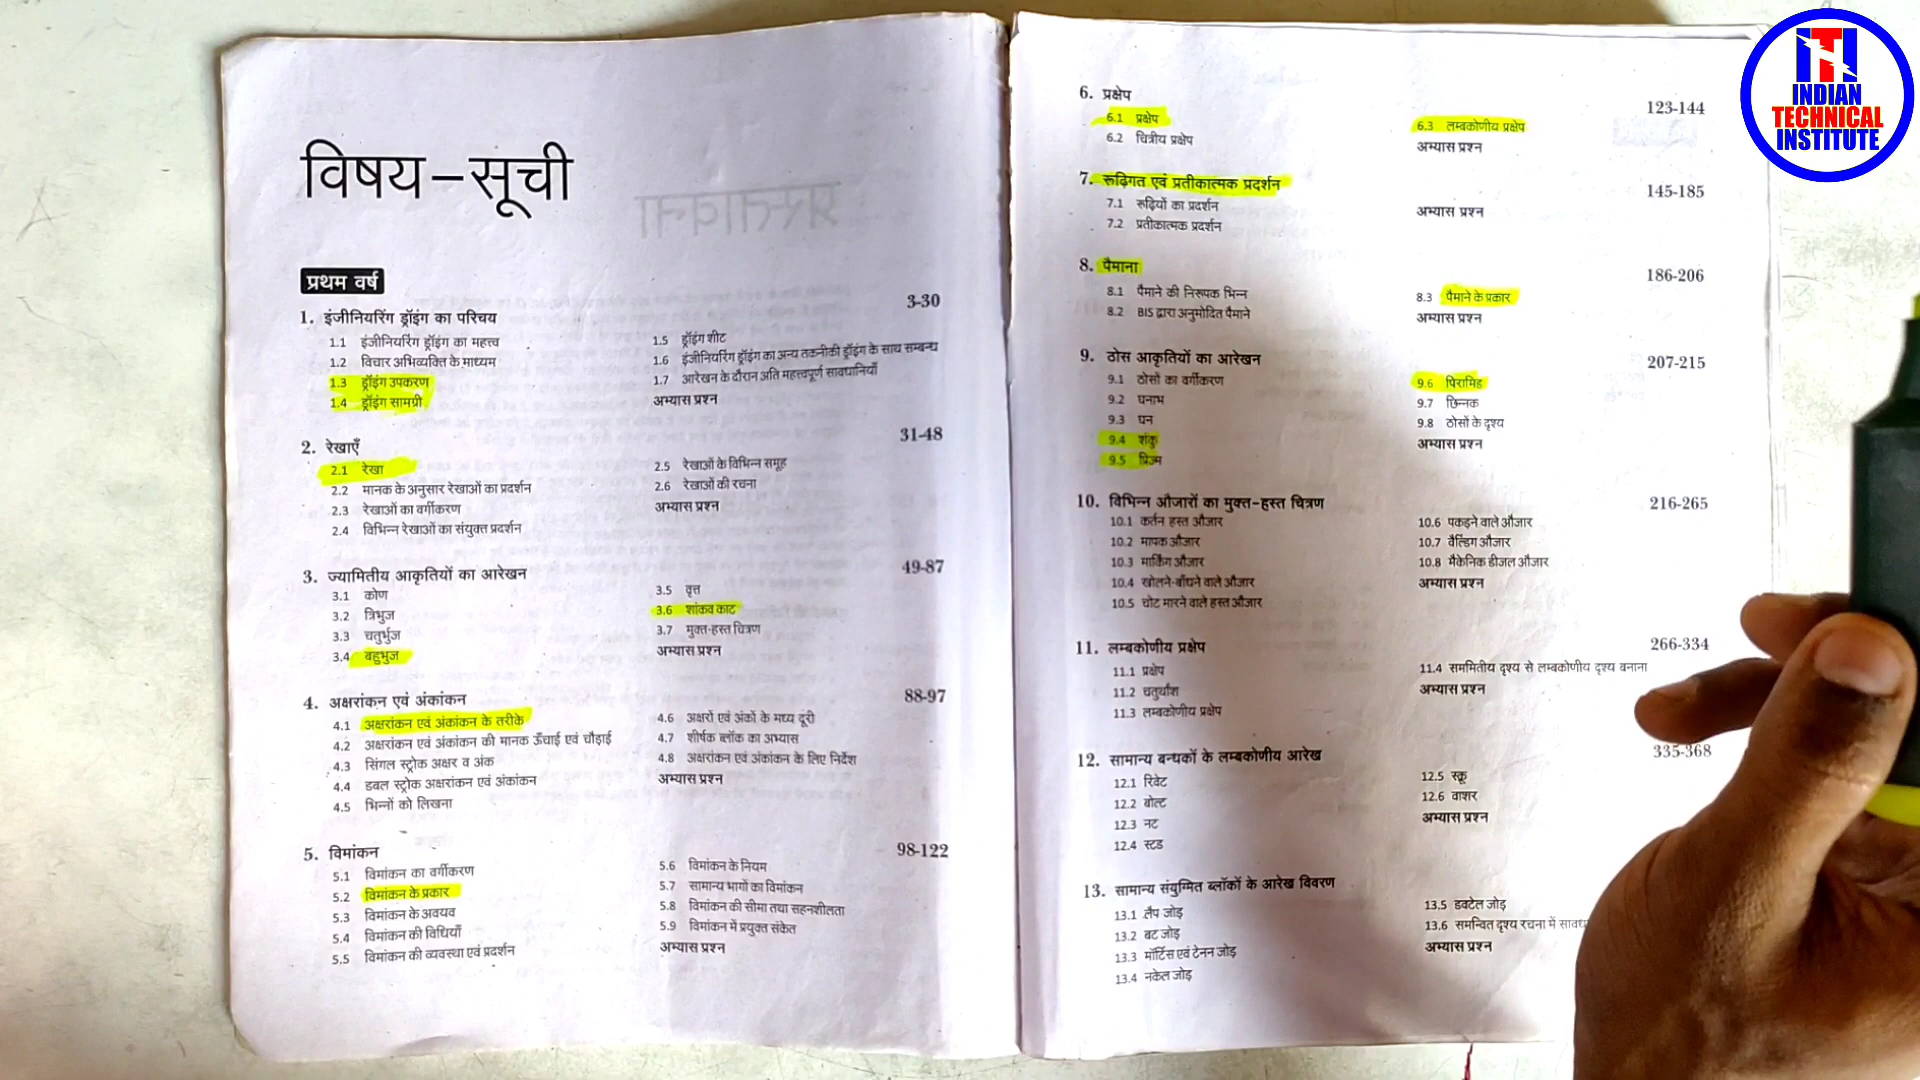 विषय-सूची
प्रथम वर्ष
1. इंजीनियरिंग ड्रॉइंग का परिचय 3-30
1.1 इंजीनियरिंग ड्रॉइंग का महत्त्व
1.2 विचार अभिव्यक्ति के माध्यम
1.3 ड्रॉइंग उपकरण
1.4 ड्रॉइंग सामग्री
1.5 ड्रॉइंग शीट
1.6 इंजीनियरिंग ड्रॉइंग का अन्य तकनीकी ड्रॉइंग के साथ सम्बन्ध
1.7 आरेखन के दौरान अति महत्त्वपूर्ण सावधानियाँ
अभ्यास प्रश्न
2. रेखाएँ 31-48
2.1 रेखा
2.2 मानक के अनुसार रेखाओं का प्रदर्शन
2.3 रेखाओं का वर्गीकरण
2.4 विभिन्न रेखाओं का संयुक्त प्रदर्शन
2.5 रेखाओं के विभिन्न समूह
2.6 रेखाओं की रचना
अभ्यास प्रश्न
3. ज्यामितीय आकृतियों का आरेखन 49-87
3.1 कोण
3.2 त्रिभुज
3.3 चतुर्भुज
3.4 बहुभुज
3.5 वृत्त
3.6 शांकव काट
3.7 मुक्त-हस्त चित्रण
अभ्यास प्रश्न
4. अक्षरांकन एवं अंकांकन 88-97
4.1 अक्षरांकन एवं अंकांकन के तरीके
4.2 अक्षरांकन एवं अंकांकन की मानक ऊँचाई एवं चौड़ाई
4.3 सिंगल स्ट्रोक अक्षर व अंक
4.4 डबल स्ट्रोक अक्षरांकन एवं अंकांकन
4.5 भिन्नों को लिखना
4.6 अक्षरों एवं अंकों के मध्य दूरी
4.7 शीर्षक ब्लॉक का अभ्यास
4.8 अक्षरांकन एवं अंकांकन के लिए निर्देश
अभ्यास प्रश्न
5. विमांकन 98-122
5.1 विमांकन का वर्गीकरण
5.2 विमांकन के प्रकार
5.3 विमांकन के अवयव
5.4 विमांकन की विधियाँ
5.5 विमांकन की व्यवस्था एवं प्रदर्शन
5.6 विमांकन के नियम
5.7 सामान्य भागों का विमांकन
5.8 विमांकन की सीमा तथा सहनशीलता
5.9 विमांकन में प्रयुक्त संकेत
अभ्यास प्रश्न
6. प्रक्षेप 123-144
6.1 प्रक्षेप
6.2 चित्रीय प्रक्षेप
6.3 लम्बकोणीय प्रक्षेप
अभ्यास प्रश्न
7. रूढ़िगत एवं प्रतीकात्मक प्रदर्शन 145-185
7.1 रूढ़ियों का प्रदर्शन
7.2 प्रतीकात्मक प्रदर्शन
अभ्यास प्रश्न
8. पैमाना 186-206
8.1 पैमाने की निरूपक भिन्न
8.2 BIS द्वारा अनुमोदित पैमाने
8.3 पैमाने के प्रकार
अभ्यास प्रश्न
9. ठोस आकृतियों का आरेखन 207-215
9.1 ठोसों का वर्गीकरण
9.2 घनाभ
9.3 घन
9.4 शंकु
9.5 प्रिज्म
9.6 पिरामिड
9.7 छिन्नक
9.8 ठोसों के दृश्य
अभ्यास प्रश्न
10. विभिन्न औजारों का मुक्त-हस्त चित्रण 216-265
10.1 कर्तन हस्त औजार
10.2 मापक औजार
10.3 मार्किंग औजार
10.4 खोलने-बाँधने वाले औजार
10.5 चोट मारने वाले हस्त औजार
10.6 पकड़ने वाले औजार
10.7 वैल्डिंग औजार
10.8 मैकेनिक डीजल औजार
अभ्यास प्रश्न
11. लम्बकोणीय प्रक्षेप 266-334
11.1 प्रक्षेप
11.2 चतुर्थांश
11.3 लम्बकोणीय प्रक्षेप
11.4 सममितीय दृश्य से लम्बकोणीय दृश्य बनाना
अभ्यास प्रश्न
12. सामान्य बन्धकों के लम्बकोणीय आरेख 335-368
12.1 रिवेट
12.2 बोल्ट
12.3 नट
12.4 स्टड
12.5 स्क्रू
12.6 वाशर
अभ्यास प्रश्न
13. सामान्य संयुग्मित ब्लॉकों के आरेख विवरण
13.1 लैप जोड़
13.2 बट जोड़
13.3 मॉर्टिस एवं टेनन जोड़
13.4 नकेल जोड़
13.5 डवटेल जोड़
13.6 समन्वित दृश्य रचना में
अभ्यास प्रश्न
ITI
INDIAN
TECHNICAL
INSTITUTE